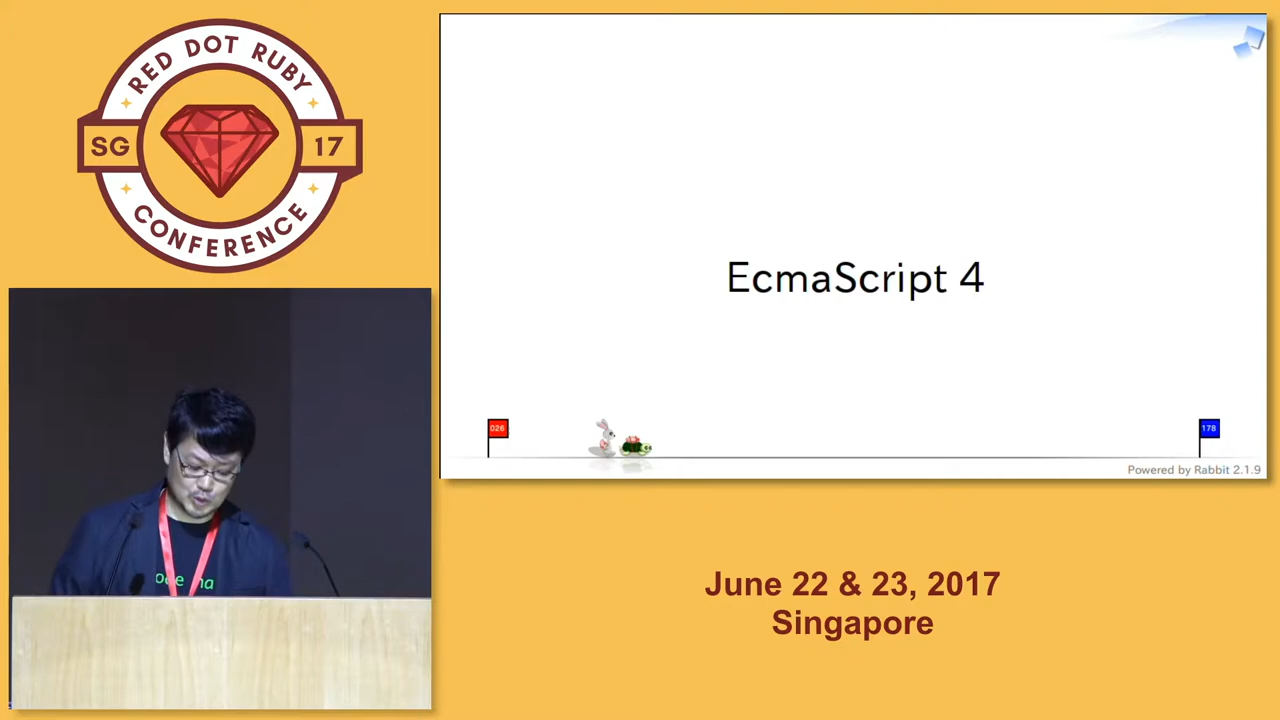 RED DOT RUBY
SG 17
CONFERENCE
EcmaScript 4
026
178
Powered by Rabbit 2.1.9
June 22 & 23, 2017
Singapore